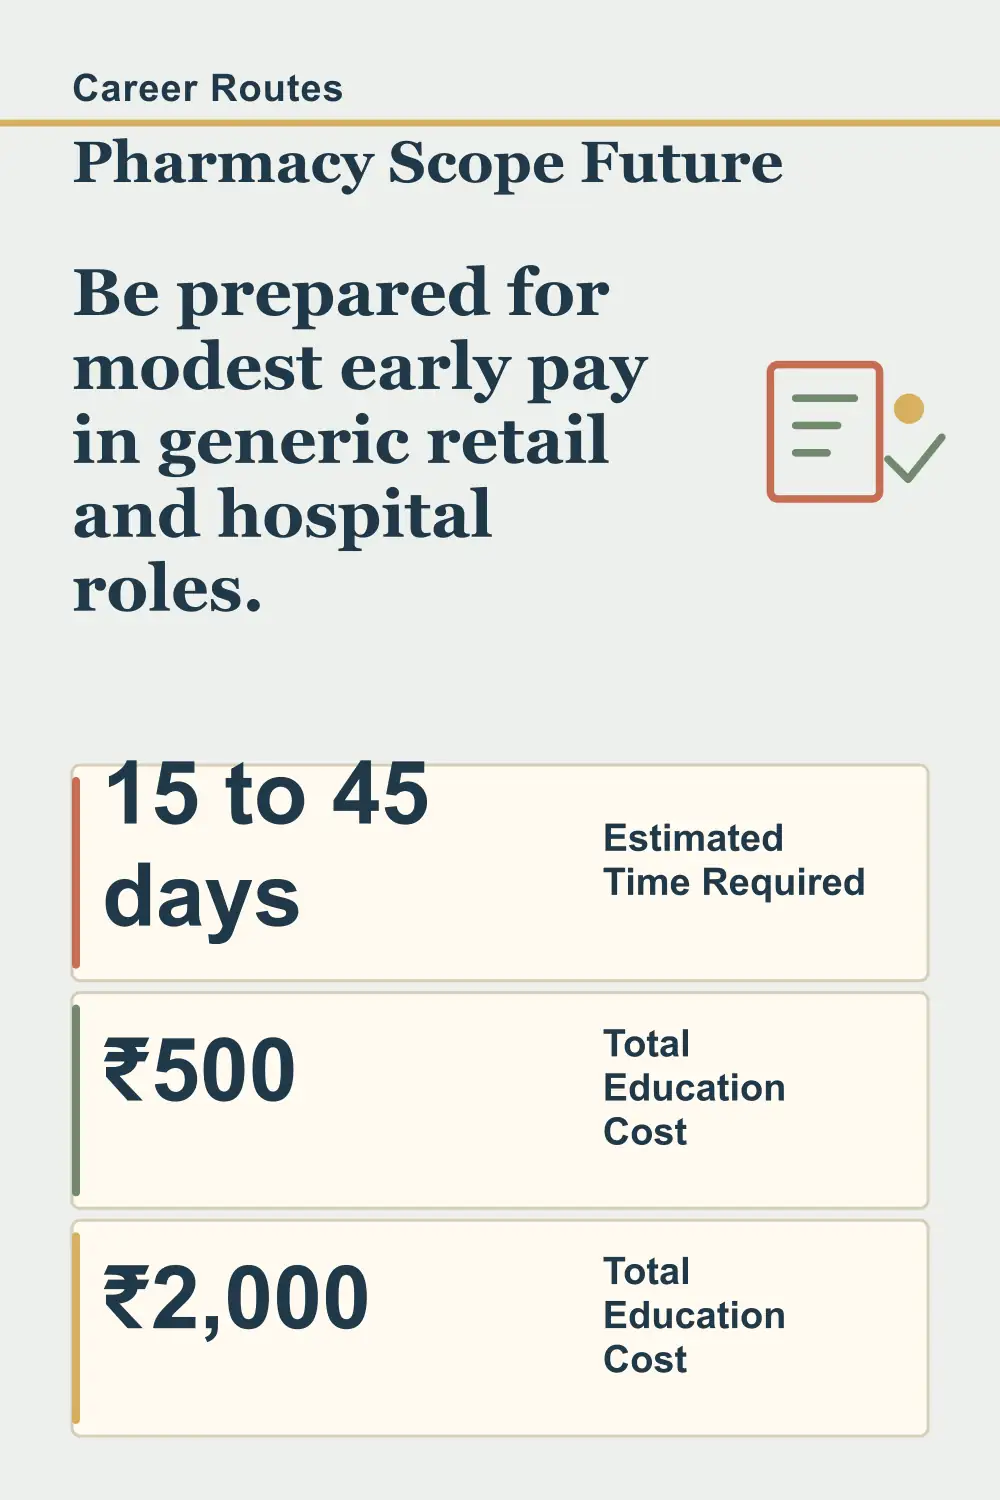 Career Routes
Pharmacy Scope Future
Be prepared for
modest early pay
in generic retail
and hospital
roles.
15 to 45
days
Estimated
Time Required
₹500
Total
Education
Cost
₹2,000
Total
Education
Cost